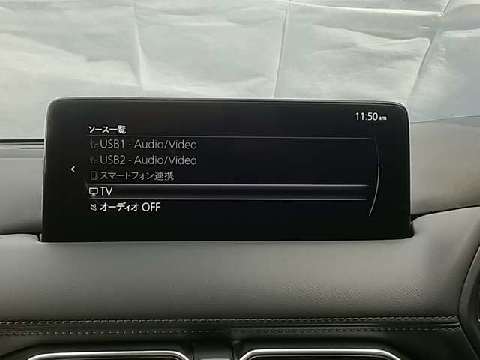 11:50am
ソース一覧
USB1 - Audio/Video
USB2 - Audio/Video
スマートフォン連携
TV
オーディオ OFF